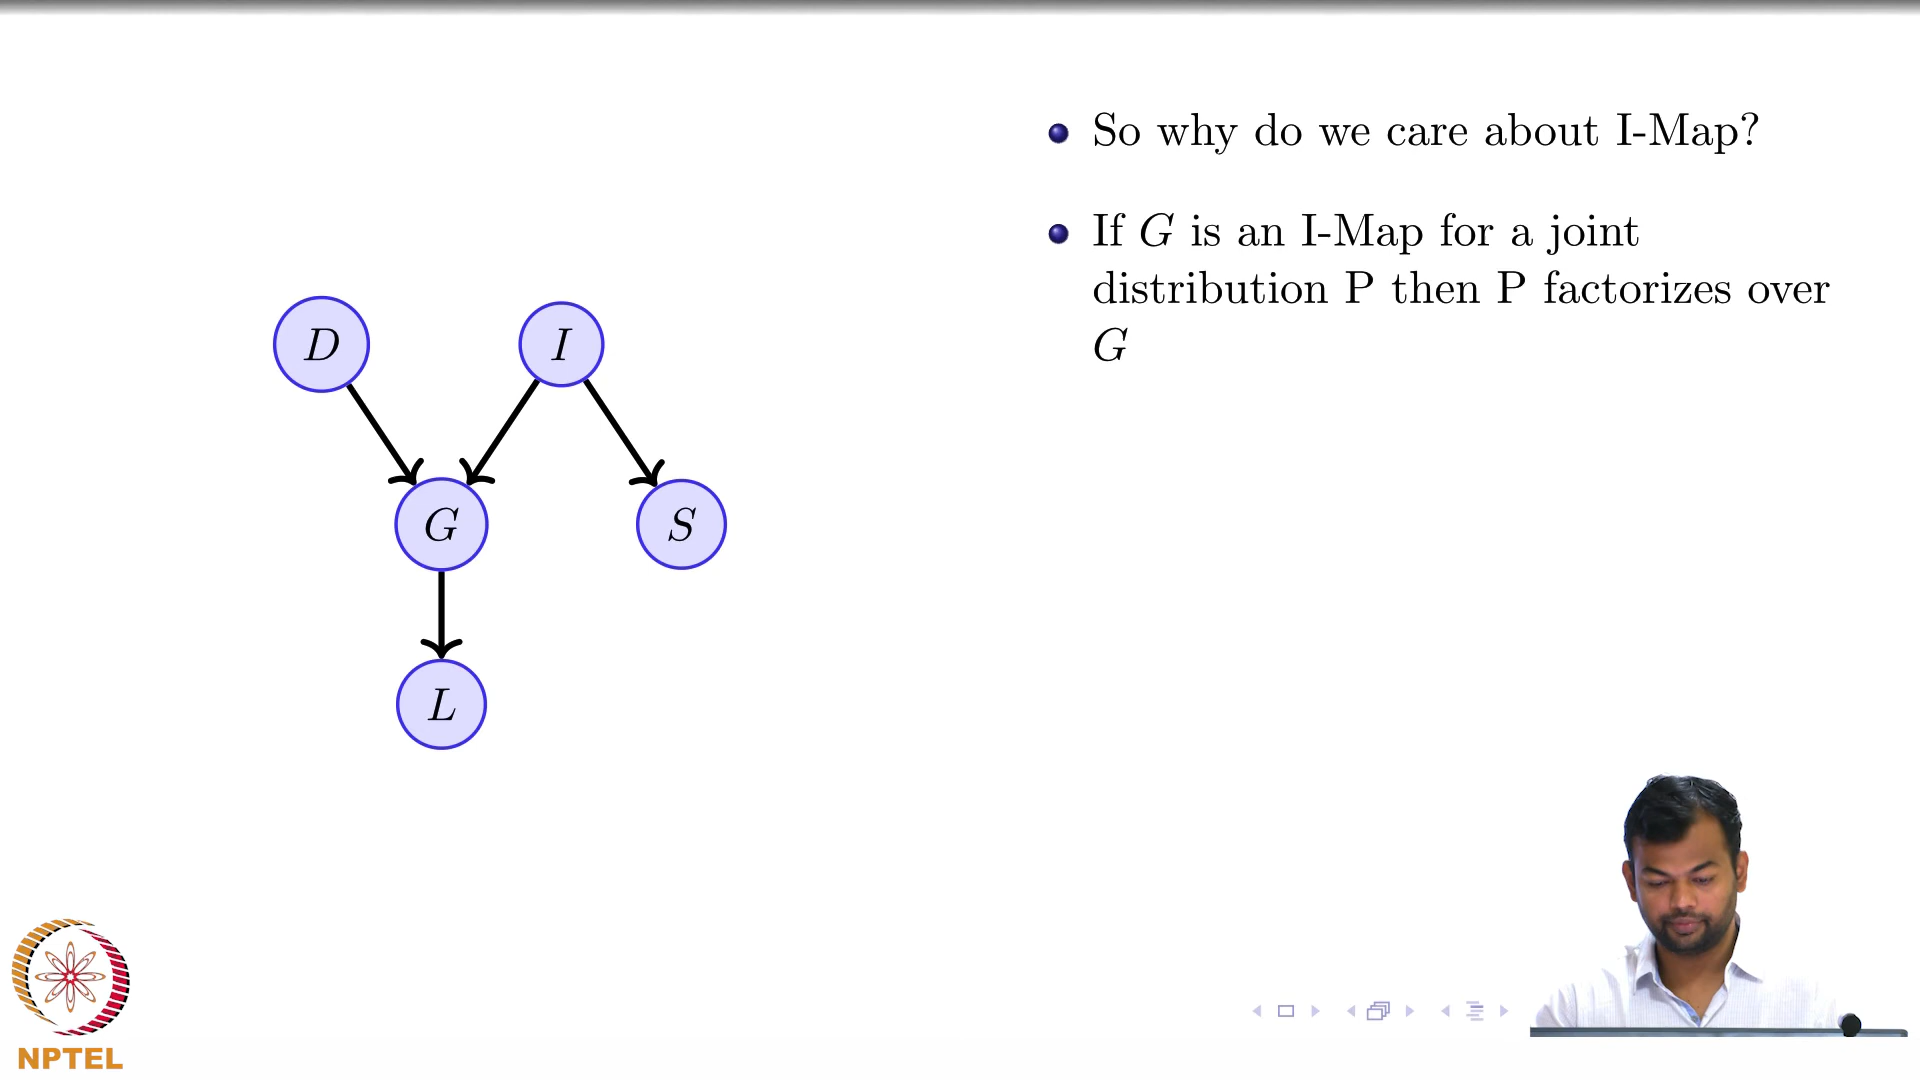 So why do we care about I-Map?
If G is an I-Map for a joint
distribution P then P factorizes over
G
D
I
G
S
L
NPTEL